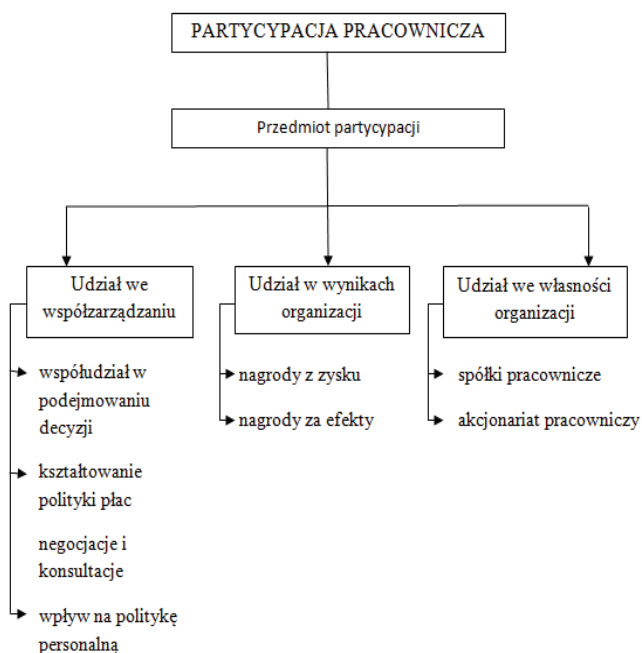 PARTYCYPACJA PRACOWNICZA
Przedmiot partycypacji
Udział we
współzarządzaniu
współudział w
podejmowaniu
decyzji
kształtowanie
polityki płac
negocjacje i
konsultacje
wpływ na politykę
personalną
Udział w wynikach
organizacji
nagrody z zysku
nagrody za efekty
Udział we własności
organizacji
spółki pracownicze
akcjonariat pracowniczy